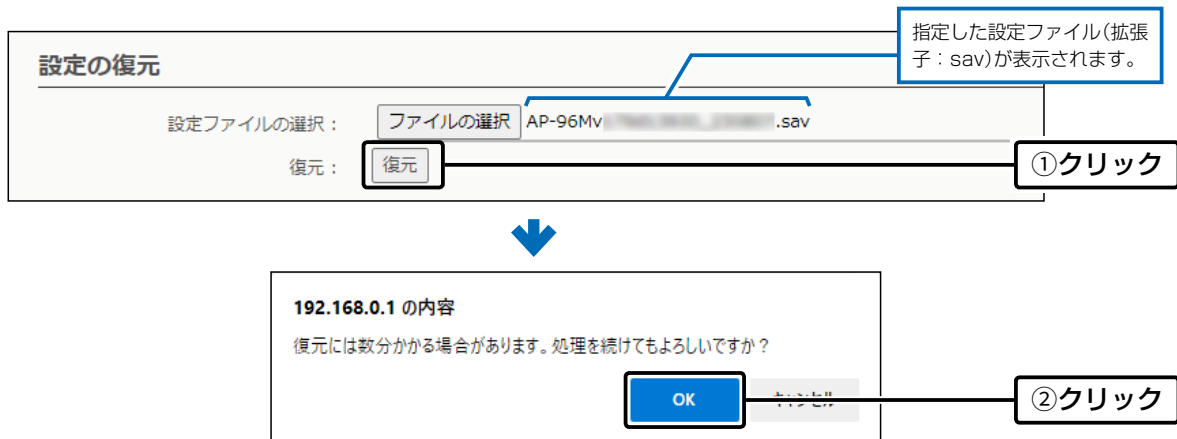 指定した設定ファイル(拡張
子：sav)が表示されます。
設定の復元
設定ファイルの選択： ファイルの選択 AP-96Mv .sav
復元： 復元
①クリック
192.168.0.1 の内容
復元には数分かかる場合があります。処理を続けてもよろしいですか？
OK キャンセル
②クリック